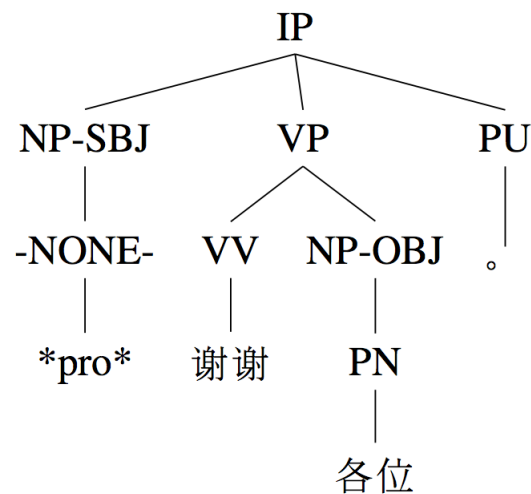 IP
NP-SBJ VP PU
-NONE- VV NP-OBJ 。
*pro* 谢谢 PN
各位